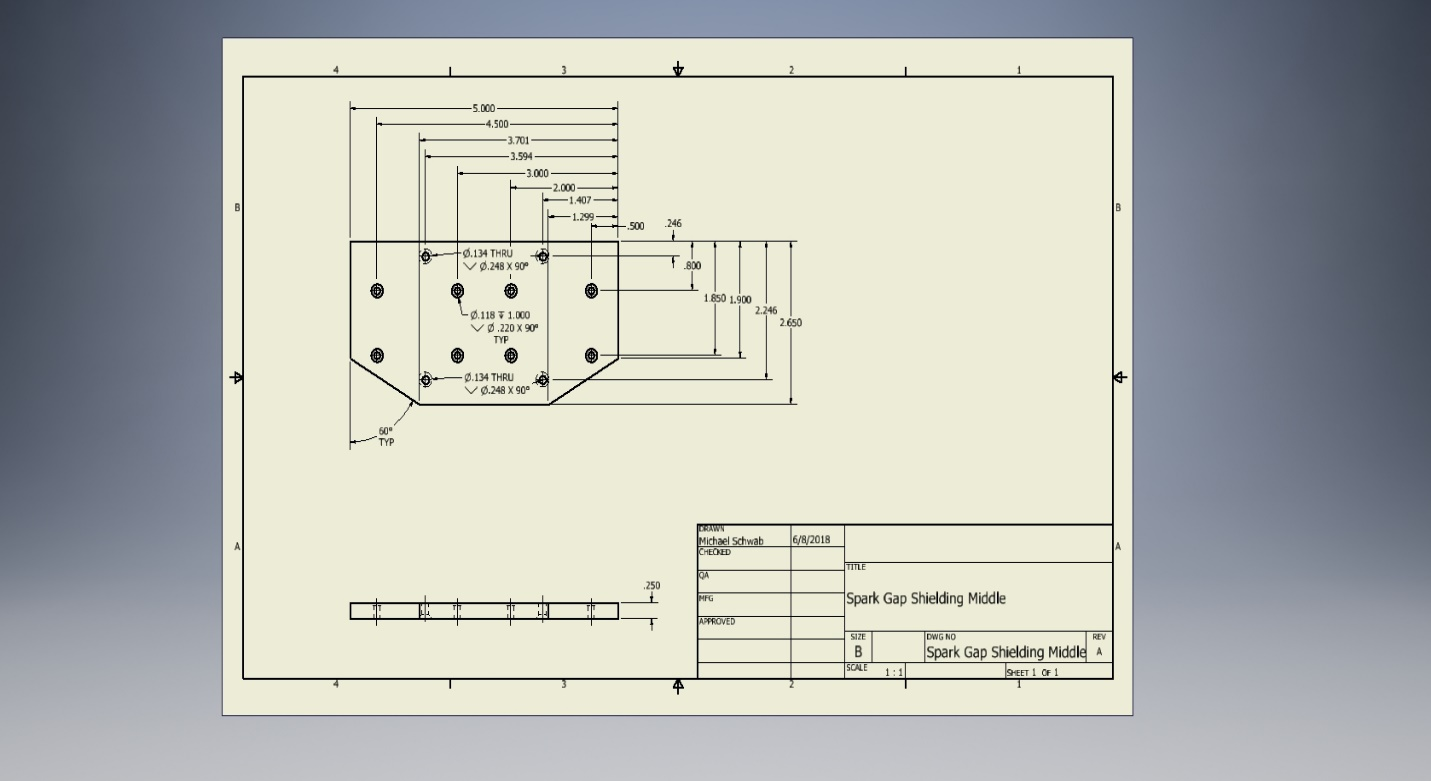 4 3 2 1
5.000
4.500
3.701
3.594
3.000
2.000
1.407
1.299
.500 .246
B B
Ø.134 THRU
⌵ Ø.248 X 90°
.800
1.850 1.900
2.246
2.650
Ø.118 ↧ 1.000
⌵ Ø .220 X 90°
TYP
Ø.134 THRU
⌵ Ø.248 X 90°
60°
TYP
A A
.250
DRAWN
Michael Schwab 6/8/2018
CHECKED
QA
MFG
APPROVED
TITLE
Spark Gap Shielding Middle
SIZE
B
DWG NO
Spark Gap Shielding Middle
REV
A
SCALE 1 : 1
SHEET 1 OF 1
4 3 2 1